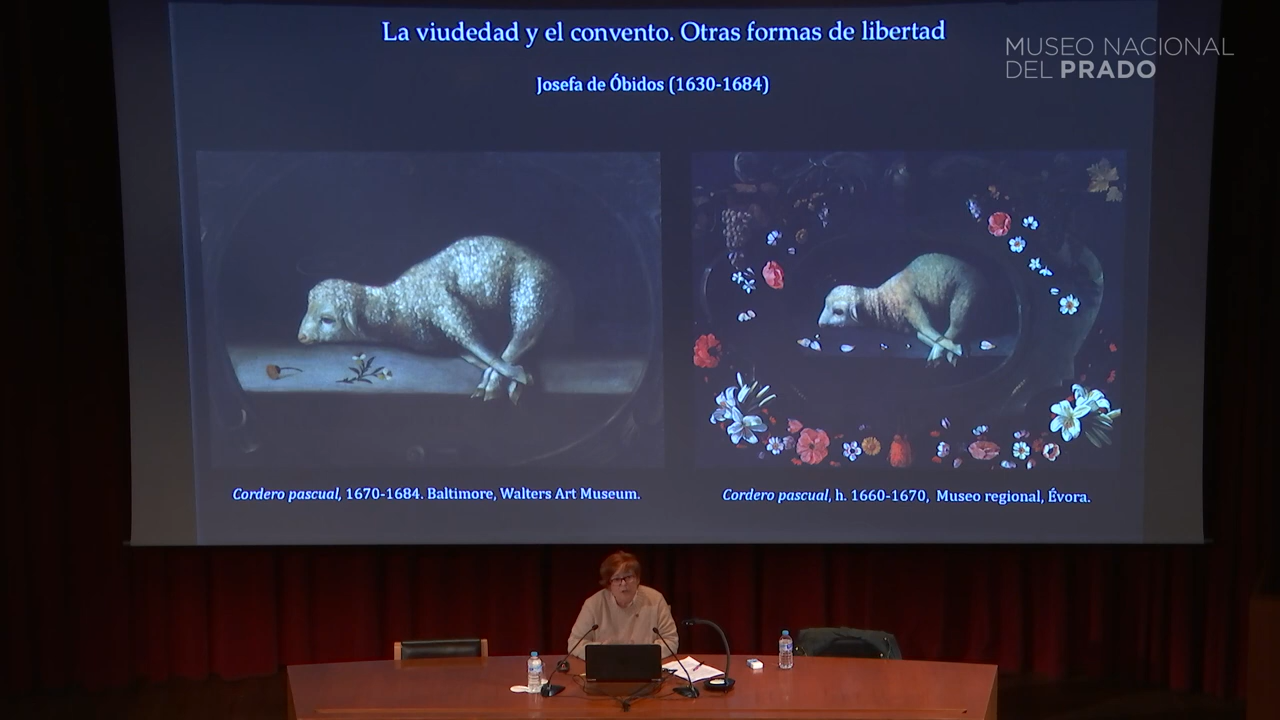 La viudedad y el convento. Otras formas de libertad
MUSEO NACIONAL
DEL PRADO
Josefa de Óbidos (1630-1684)
Cordero pascual, 1670-1684. Baltimore, Walters Art Museum.
Cordero pascual, h. 1660-1670, Museo regional, Évora.